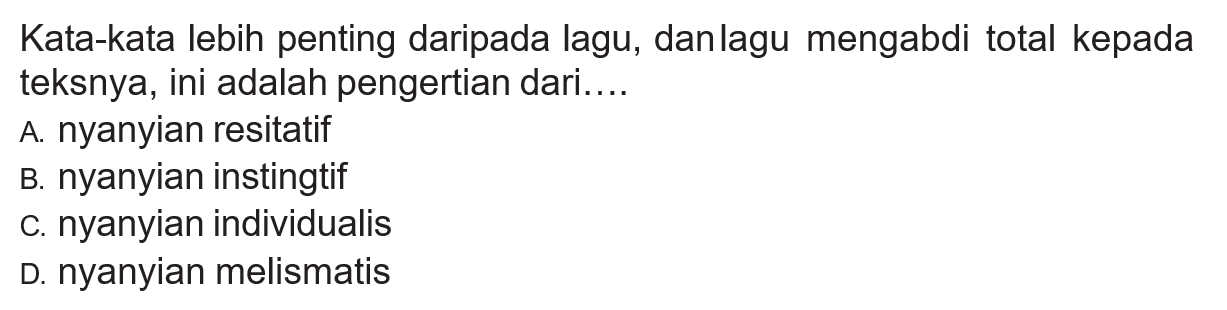 Kata-kata lebih penting daripada lagu, danlagu mengabdi total kepada
teksnya, ini adalah pengertian dari....
A. nyanyian resitatif
B. nyanyian instingtif
C. nyanyian individualis
D. nyanyian melismatis